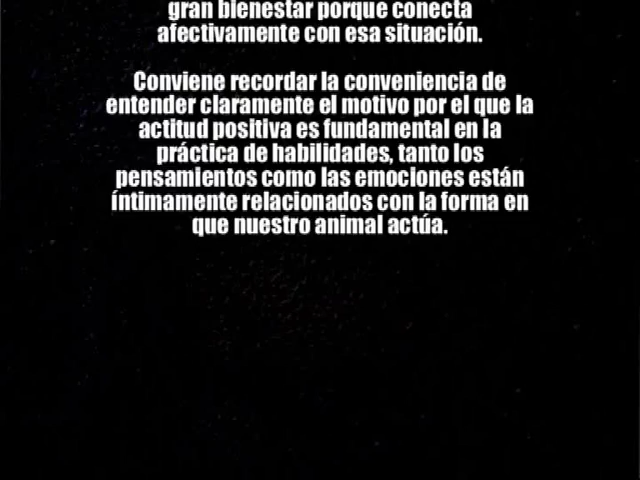 gran bienestar porque conecta
afectivamente con esa situación.
Conviene recordar la conveniencia de
entender claramente el motivo por el que la
actitud positiva es fundamental en la
práctica de habilidades, tanto los
pensamientos como las emociones están
íntimamente relacionados con la forma en
que nuestro animal actúa.